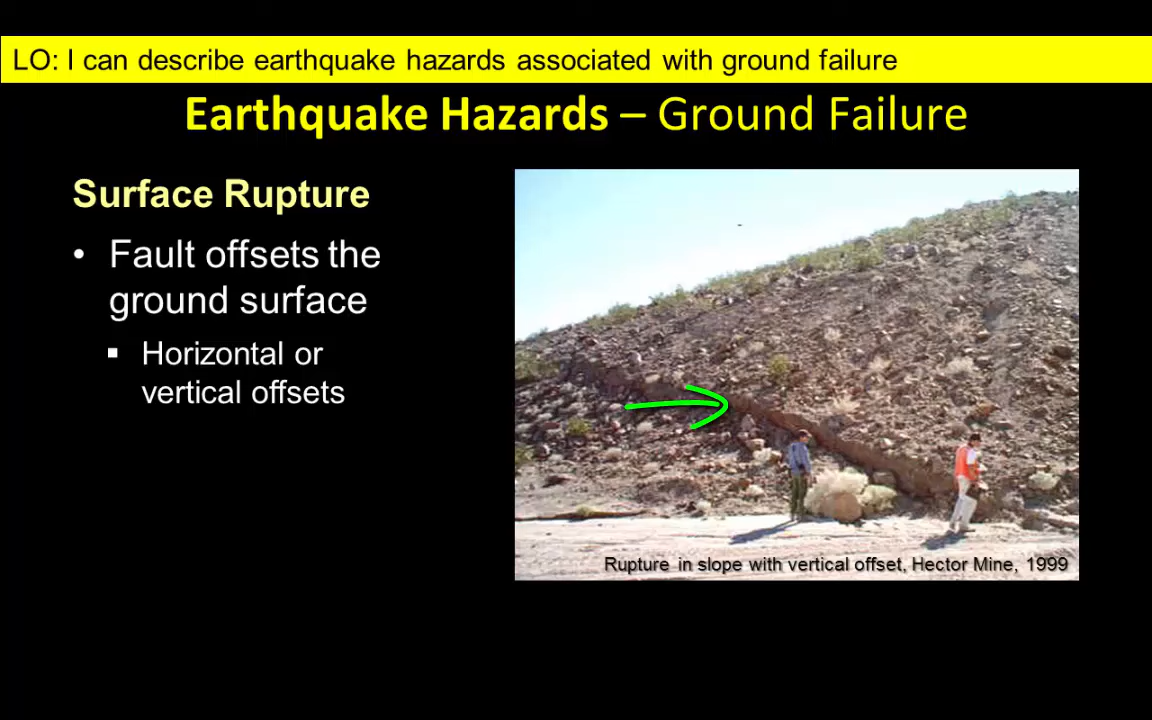 LO: I can describe earthquake hazards associated with ground failure
Earthquake Hazards – Ground Failure
Surface Rupture
• Fault offsets the
ground surface
▪ Horizontal or
vertical offsets
Rupture in slope with vertical offset, Hector Mine, 1999